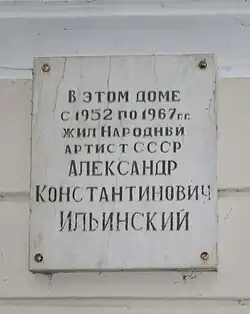 В ЭТОМ ДОМЕ
С 1952 ПО 1967 г.г.
ЖИЛ НАРОДНЫЙ
АРТИСТ СССР
АЛЕКСАНДР
КОНСТАНТИНОВИЧ
ИЛЬИНСКИЙ